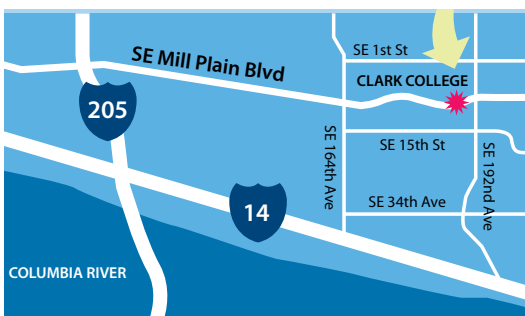 SE 1st St
SE Mill Plain Blvd
CLARK COLLEGE
205
SE 164th Ave
SE 15th St
SE 192nd Ave
SE 34th Ave
14
COLUMBIA RIVER